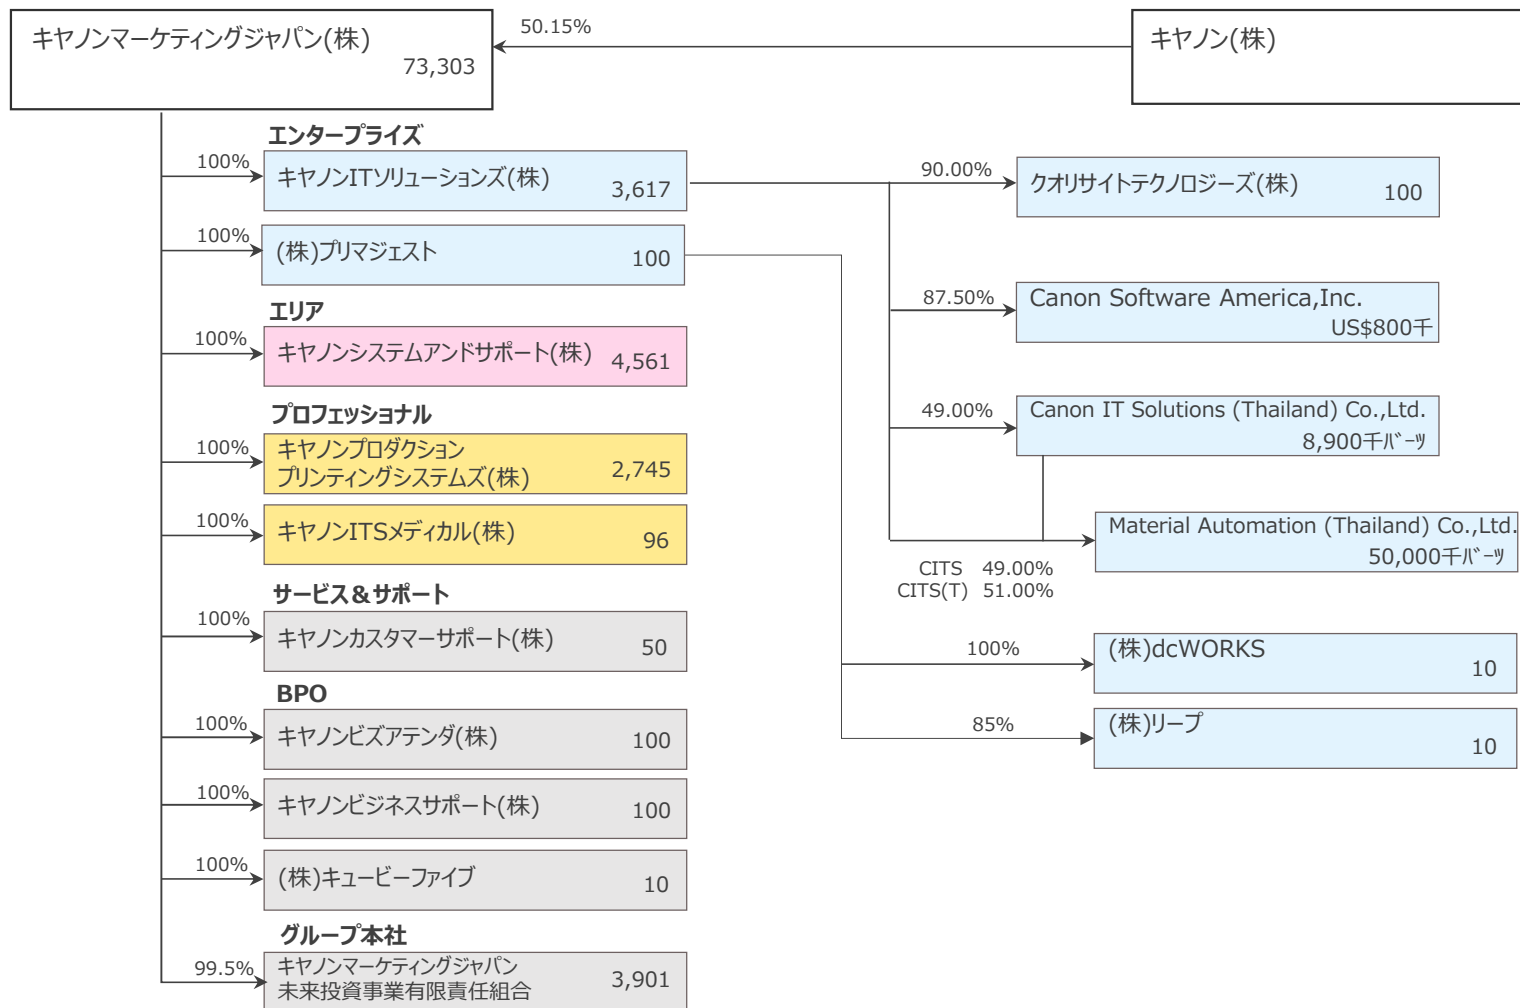 キヤノンマーケティングジャパン(株)
73,303
50.15%
キヤノン(株)
エンタープライズ
100%
キヤノンITソリューションズ(株)
3,617
90.00%
クオリサイトテクノロジーズ(株)
100
100%
(株)プリマジェスト
100
87.50%
Canon Software America,Inc.
US$800千
エリア
100%
キヤノンシステムアンドサポート(株)
4,561
49.00%
Canon IT Solutions (Thailand) Co.,Ltd.
8,900千バーツ
プロフェッショナル
100%
キヤノンプロダクション
プリンティングシステムズ(株)
2,745
100%
キヤノンITSメディカル(株)
96
Material Automation (Thailand) Co.,Ltd.
50,000千バーツ
CITS 49.00%
CITS(T) 51.00%
サービス&サポート
100%
キヤノンカスタマーサポート(株)
50
100%
(株)dcWORKS
10
BPO
100%
キヤノンビズアテンダ(株)
100
85%
(株)リープ
10
100%
キヤノンビジネスサポート(株)
100
100%
(株)キュービーファイブ
10
グループ本社
99.5%
キヤノンマーケティングジャパン
未来投資事業有限責任組合
3,901